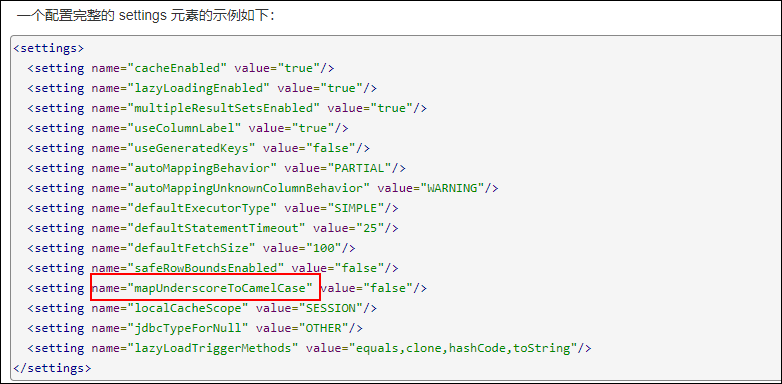 一个配置完整的 settings 元素的示例如下：
<settings>
  <setting name="cacheEnabled" value="true"/>
  <setting name="lazyLoadingEnabled" value="true"/>
  <setting name="multipleResultSetsEnabled" value="true"/>
  <setting name="useColumnLabel" value="true"/>
  <setting name="useGeneratedKeys" value="false"/>
  <setting name="autoMappingBehavior" value="PARTIAL"/>
  <setting name="autoMappingUnknownColumnBehavior" value="WARNING"/>
  <setting name="defaultExecutorType" value="SIMPLE"/>
  <setting name="defaultStatementTimeout" value="25"/>
  <setting name="defaultFetchSize" value="100"/>
  <setting name="safeRowBoundsEnabled" value="false"/>
  <setting name="mapUnderscoreToCamelCase" value="false"/>
  <setting name="localCacheScope" value="SESSION"/>
  <setting name="jdbcTypeForNull" value="OTHER"/>
  <setting name="lazyLoadTriggerMethods" value="equals,clone,hashCode,toString"/>
</settings>